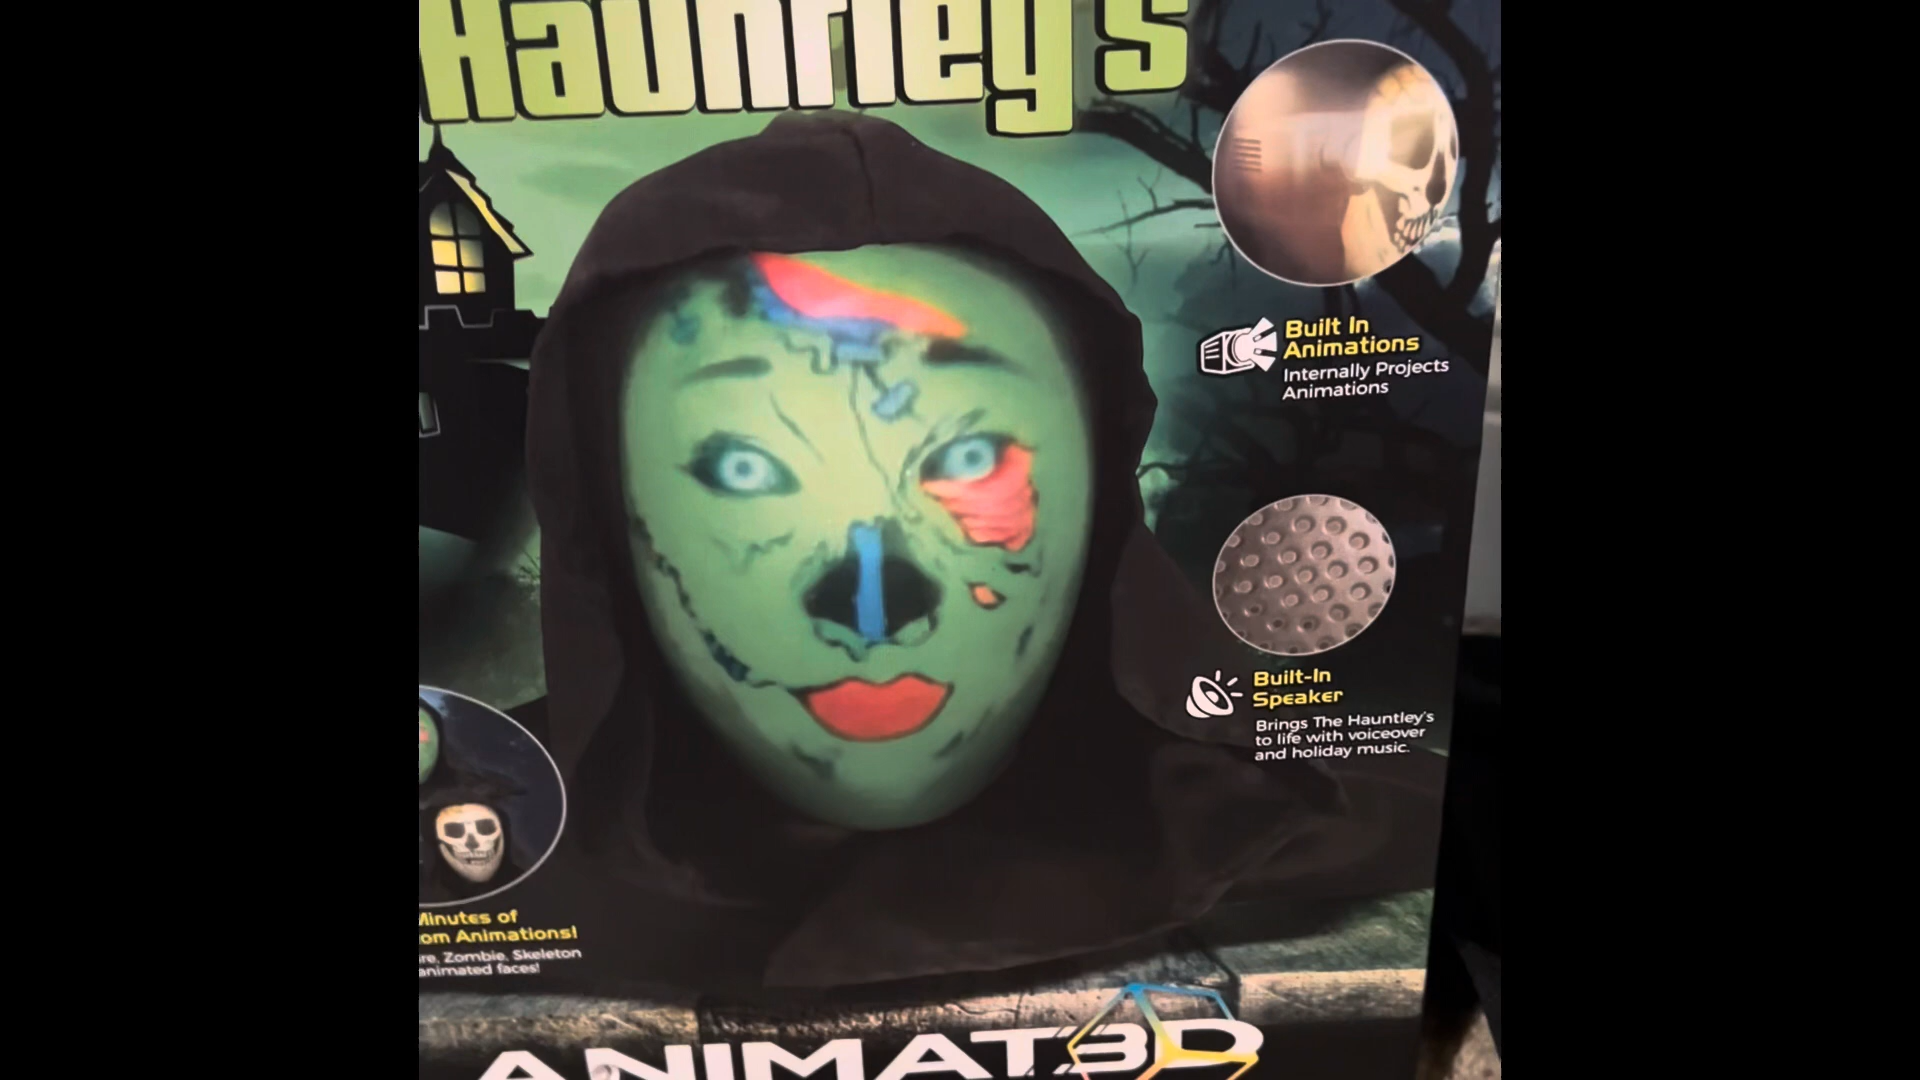 Hauntley's
Built In
Animations
Internally Projects
Animations
Built-In
Speaker
Brings The Hauntley's
to life with voiceover
and holiday music.
Minutes of
Animations!
Zombie, Skeleton
animated faces!
ANIMAT3D